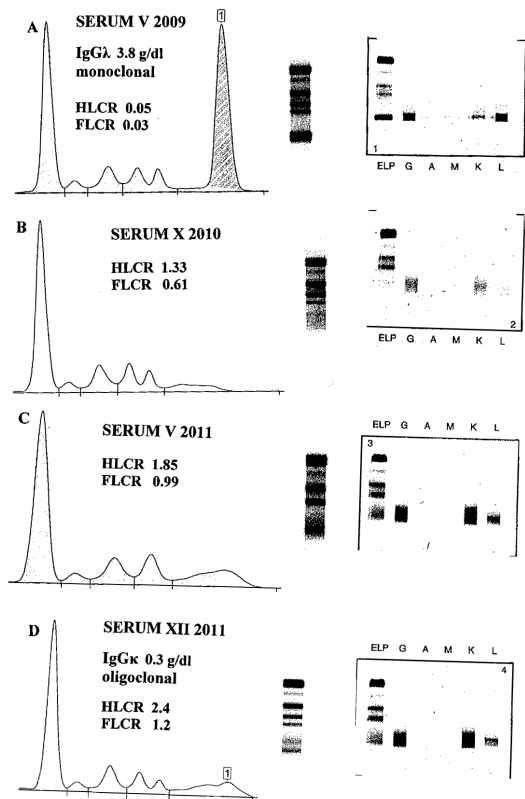 A
SERUM V 2009
1
IgGλ 3.8 g/dl
monoclonal
HLCR 0.05
FLCR 0.03
1
ELP G A M K L
B
SERUM X 2010
HLCR 1.33
FLCR 0.61
2
ELP G A M K L
C
SERUM V 2011
HLCR 1.85
FLCR 0.99
ELP G A M K L
3
D
SERUM XII 2011
IgGκ 0.3 g/dl
oligoclonal
HLCR 2.4
FLCR 1.2
1
ELP G A M K L
4